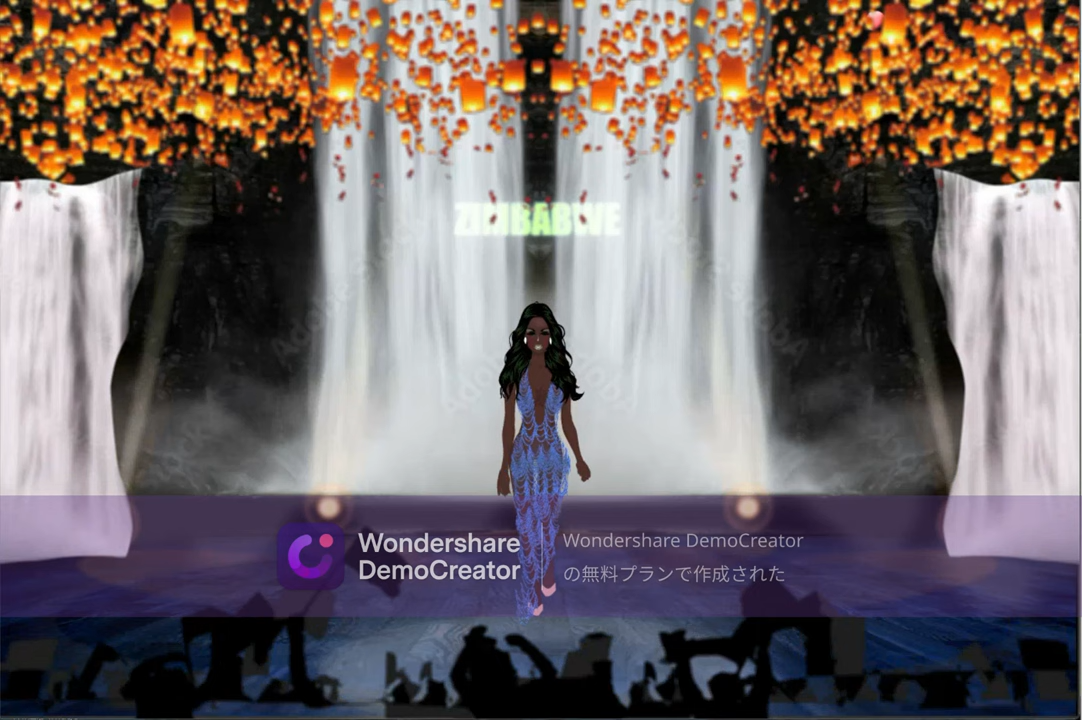 ZIMBABWE
Wondershare
DemoCreator
Wondershare DemoCreator
の無料プランで作成された